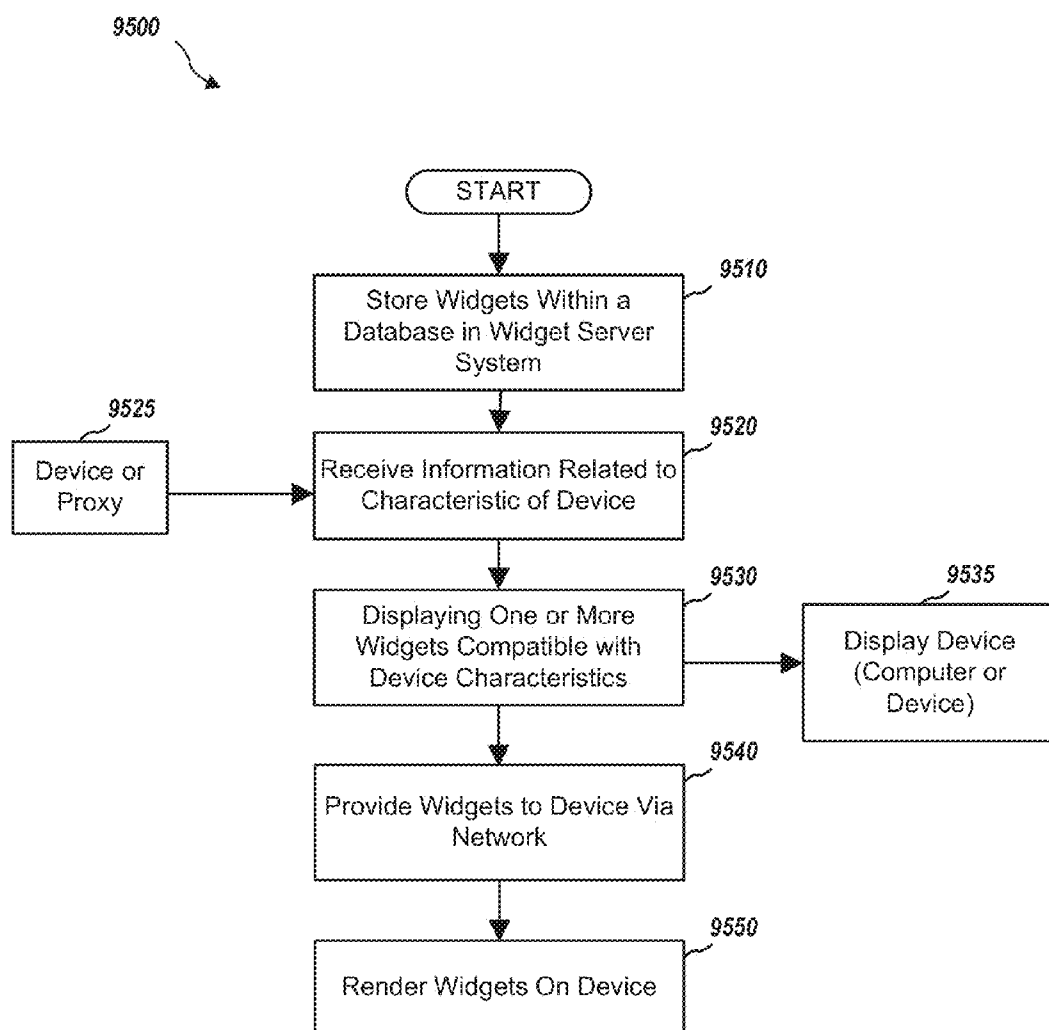 9500
START
9510
Store Widgets Within a
Database in Widget Server
System
9525
Device or
Proxy
9520
Receive Information Related to
Characteristic of Device
9530
Displaying One or More
Widgets Compatible with
Device Characteristics
9535
Display Device
(Computer or
Device)
9540
Provide Widgets to Device Via
Network
9550
Render Widgets On Device